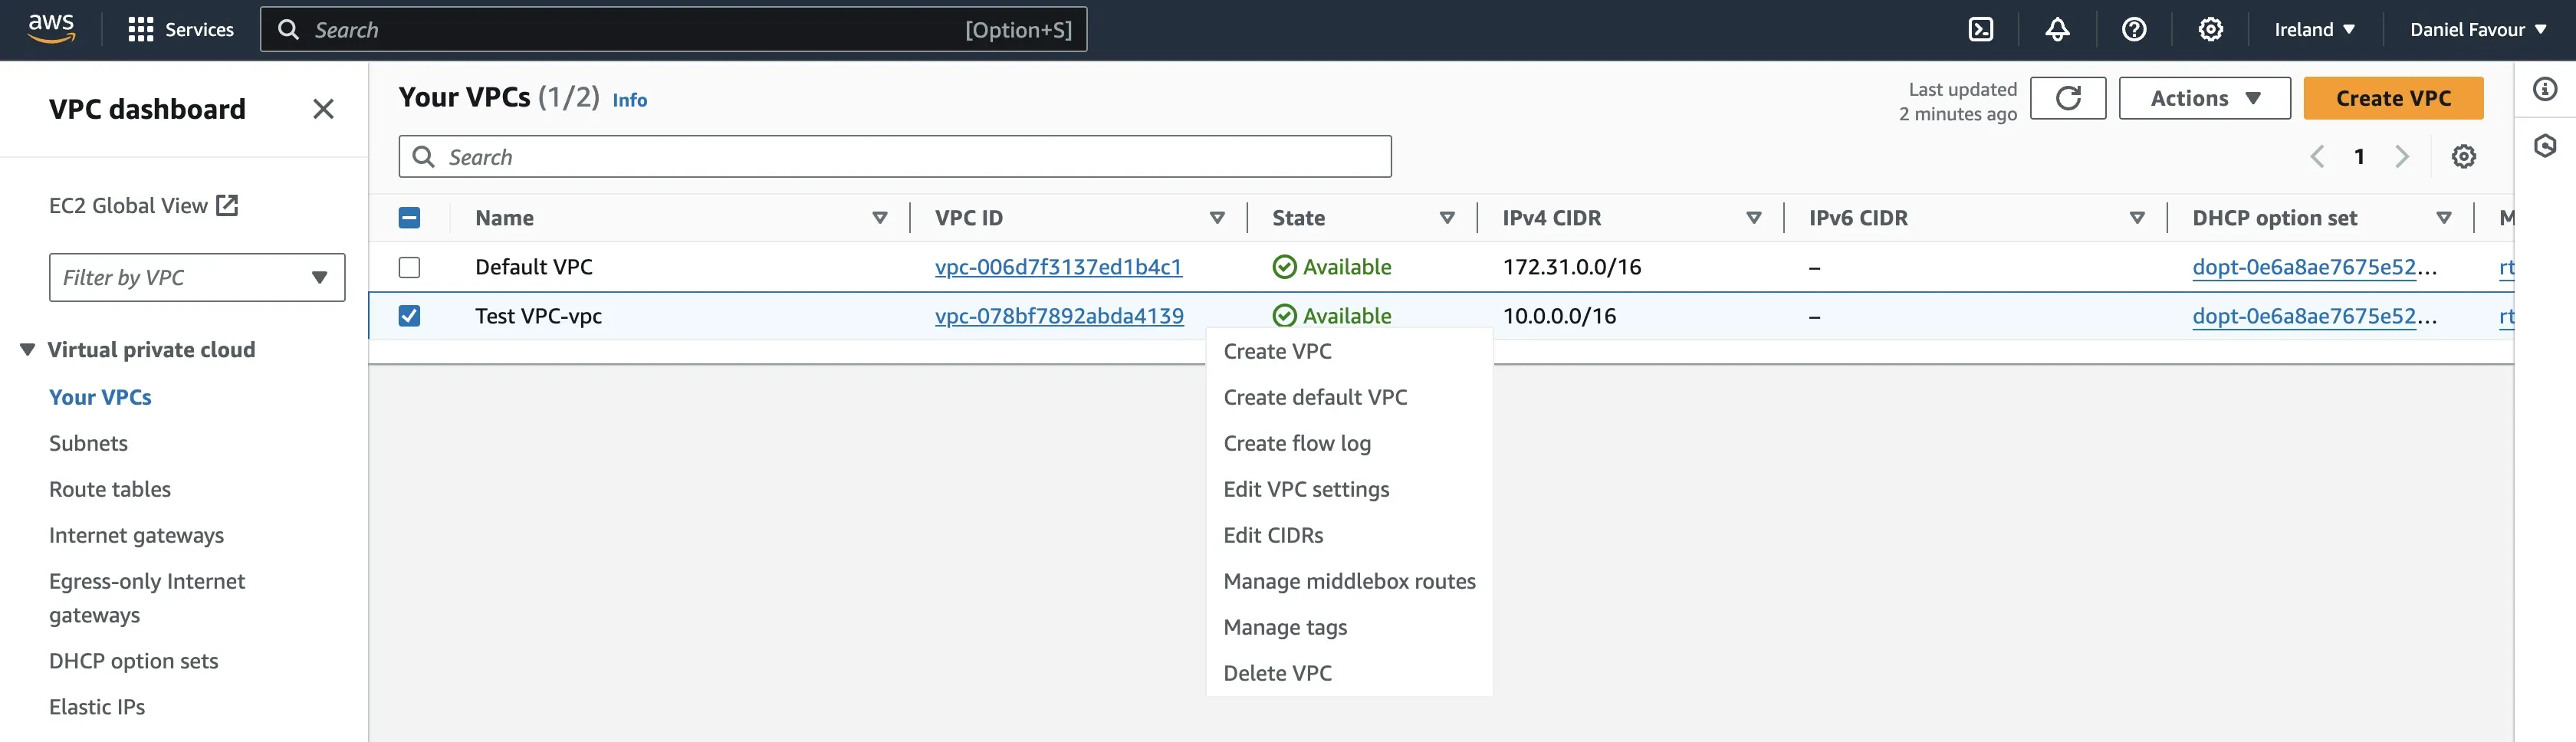 aws
Services
Search [Option+S]
Ireland
Daniel Favour
VPC dashboard
EC2 Global View
Filter by VPC
Virtual private cloud
Your VPCs
Subnets
Route tables
Internet gateways
Egress-only Internet
gateways
DHCP option sets
Elastic IPs
Your VPCs (1/2) Info
Last updated
2 minutes ago
Actions
Create VPC
Search
1
Name VPC ID State IPv4 CIDR IPv6 CIDR DHCP option set M
Default VPC vpc-006d7f3137ed1b4c1 Available 172.31.0.0/16 – dopt-0e6a8ae7675e52... rt
Test VPC-vpc vpc-078bf7892abda4139 Available 10.0.0.0/16 – dopt-0e6a8ae7675e52... rt
Create VPC
Create default VPC
Create flow log
Edit VPC settings
Edit CIDRs
Manage middlebox routes
Manage tags
Delete VPC